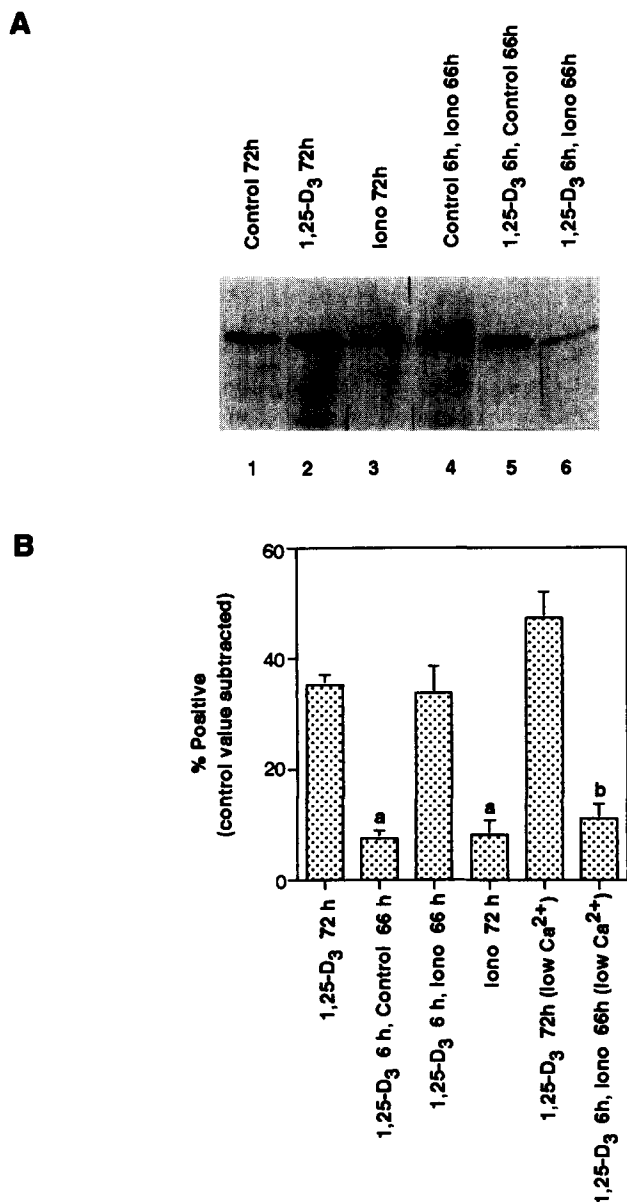 A
Control 72h
1,25-D3 72h
Iono 72h
Control 6h, Iono 66h
1,25-D3 6h, Control 66h
1,25-D3 6h, Iono 66h
1 2 3 4 5 6
B
% Positive
(control value subtracted)
60
40
20
0
a
a
b
1,25-D3 72 h
1,25-D3 6 h, Control 66 h
1,25-D3 6 h, Iono 66 h
Iono 72 h
1,25-D3 72h (low Ca2+)
1,25-D3 6h, Iono 66h (low Ca2+)